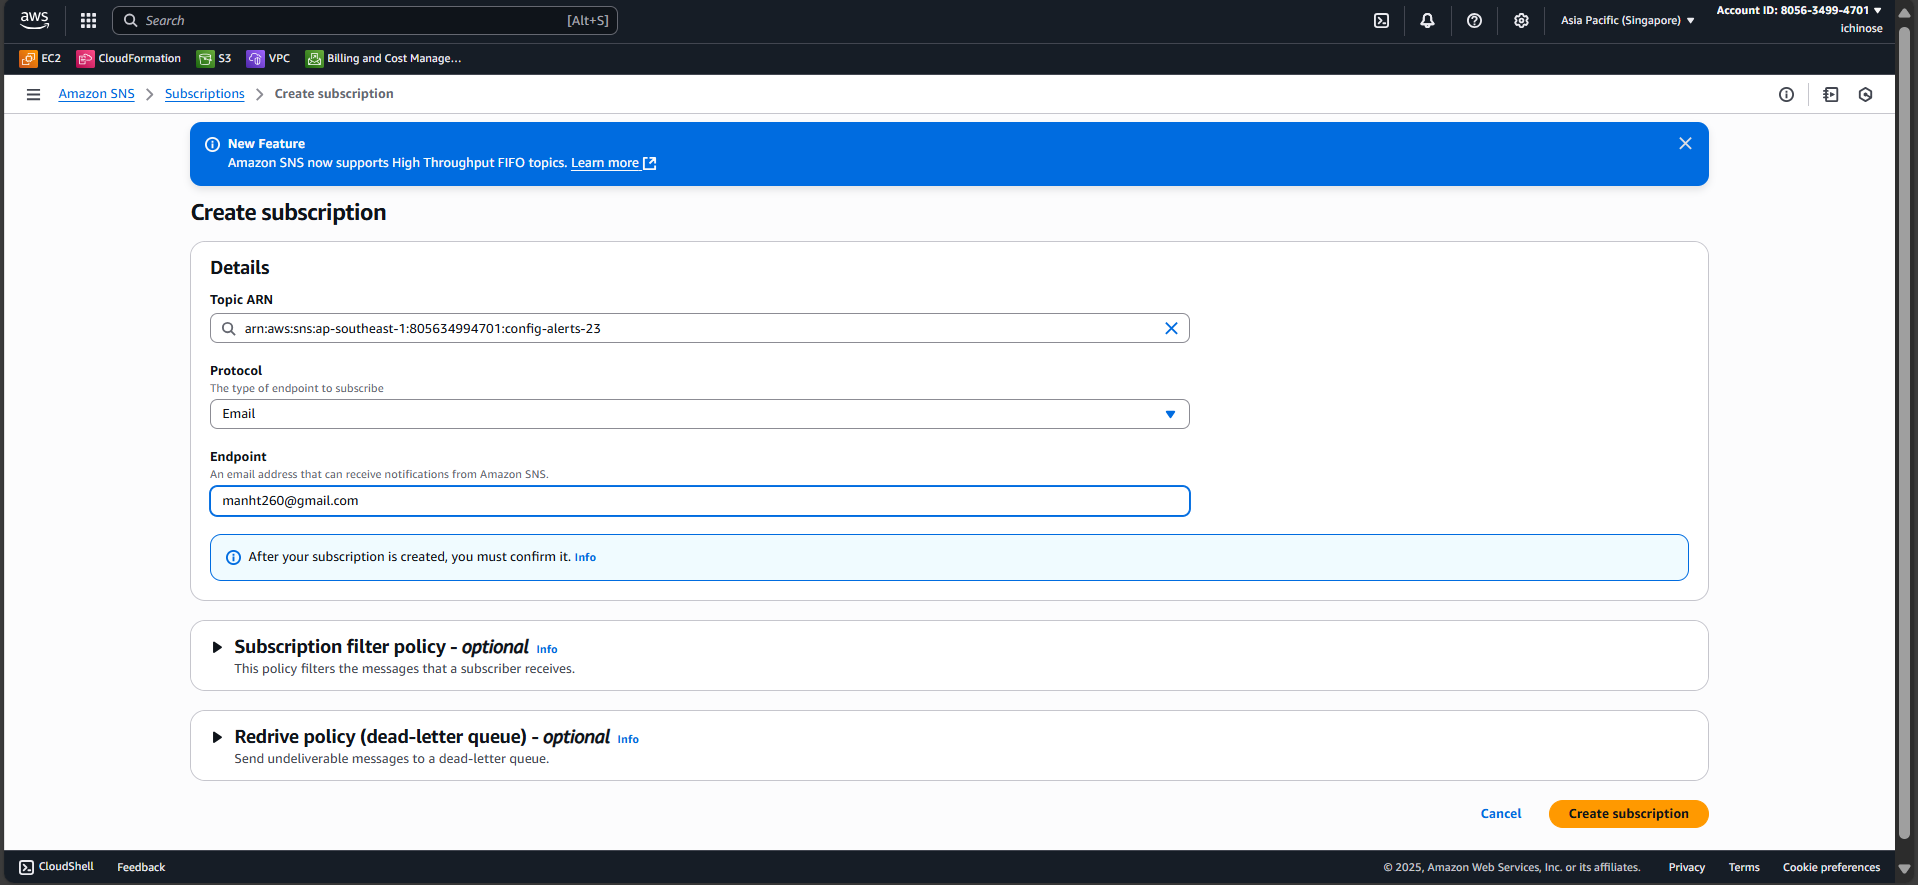 aws
Search [Alt+S]
Asia Pacific (Singapore)
Account ID: 8056-3499-4701
ichinose
EC2 CloudFormation S3 VPC Billing and Cost Manage...
Amazon SNS Subscriptions Create subscription
New Feature
Amazon SNS now supports High Throughput FIFO topics. Learn more
Create subscription
Details
Topic ARN
arn:aws:sns:ap-southeast-1:805634994701:config-alerts-23
Protocol
The type of endpoint to subscribe
Email
Endpoint
An email address that can receive notifications from Amazon SNS.
manht260@gmail.com
After your subscription is created, you must confirm it. Info
Subscription filter policy - optional Info
This policy filters the messages that a subscriber receives.
Redrive policy (dead-letter queue) - optional Info
Send undeliverable messages to a dead-letter queue.
Cancel Create subscription
CloudShell Feedback © 2025, Amazon Web Services, Inc. or its affiliates. Privacy Terms Cookie preferences